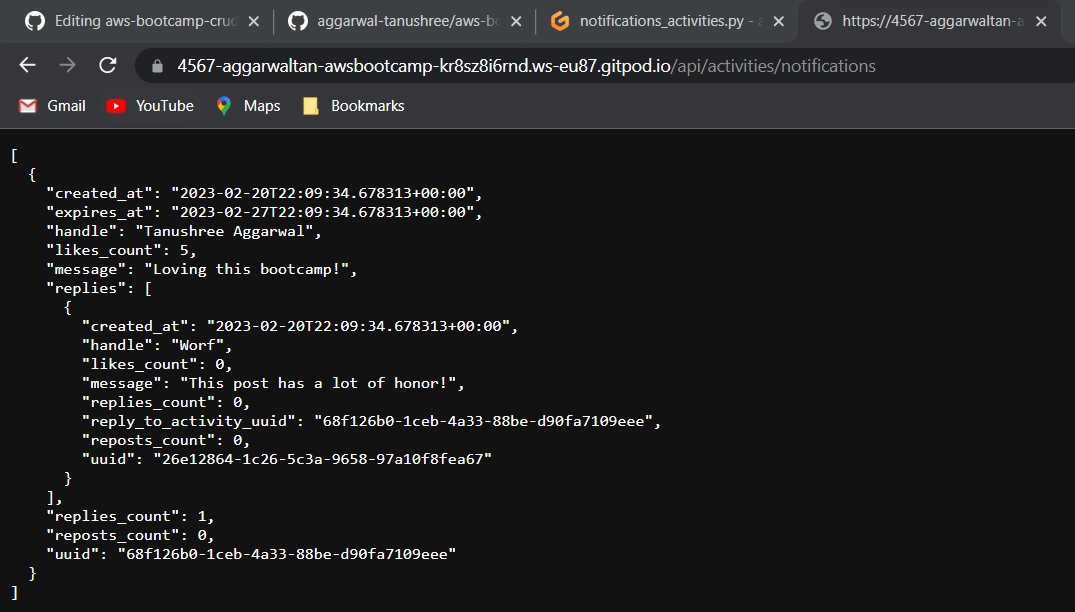 Editing aws-bootcamp-cruc
aggarwal-tanushree/aws-bo
notifications_activities.py - a
https://4567-aggarwaltan-a
4567-aggarwaltan-awsbootcamp-kr8sz8i6rnd.ws-eu87.gitpod.io/api/activities/notifications
Gmail YouTube Maps Bookmarks
[
  {
    "created_at": "2023-02-20T22:09:34.678313+00:00",
    "expires_at": "2023-02-27T22:09:34.678313+00:00",
    "handle": "Tanushree Aggarwal",
    "likes_count": 5,
    "message": "Loving this bootcamp!",
    "replies": [
      {
        "created_at": "2023-02-20T22:09:34.678313+00:00",
        "handle": "Worf",
        "likes_count": 0,
        "message": "This post has a lot of honor!",
        "replies_count": 0,
        "reply_to_activity_uuid": "68f126b0-1ceb-4a33-88be-d90fa7109eee",
        "reposts_count": 0,
        "uuid": "26e12864-1c26-5c3a-9658-97a10f8fea67"
      }
    ],
    "replies_count": 1,
    "reposts_count": 0,
    "uuid": "68f126b0-1ceb-4a33-88be-d90fa7109eee"
  }
]